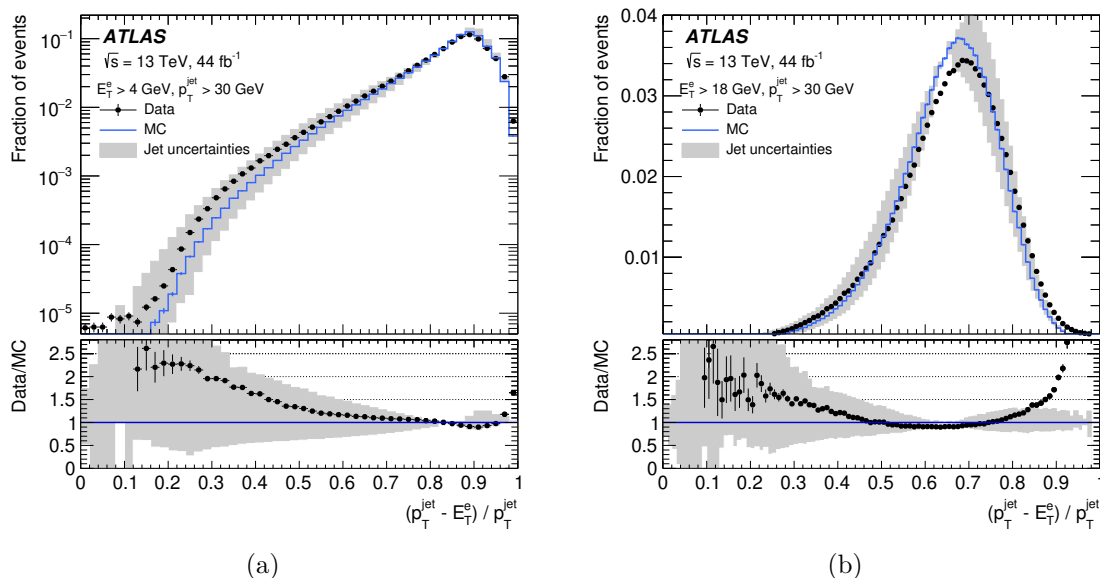 Fraction of events
ATLAS
√s = 13 TeV, 44 fb⁻¹
E_T^e > 4 GeV, p_T^jet > 30 GeV
Data
MC
Jet uncertainties
10⁻¹
10⁻²
10⁻³
10⁻⁴
10⁻⁵
Data/MC
2.5
2
1.5
1
0.5
0
0 0.1 0.2 0.3 0.4 0.5 0.6 0.7 0.8 0.9 1
(p_T^jet - E_T^e) / p_T^jet
(a)
Fraction of events
ATLAS
√s = 13 TeV, 44 fb⁻¹
E_T^e > 18 GeV, p_T^jet > 30 GeV
Data
MC
Jet uncertainties
0.04
0.03
0.02
0.01
Data/MC
2.5
2
1.5
1
0.5
0
0 0.1 0.2 0.3 0.4 0.5 0.6 0.7 0.8 0.9 1
(p_T^jet - E_T^e) / p_T^jet
(b)